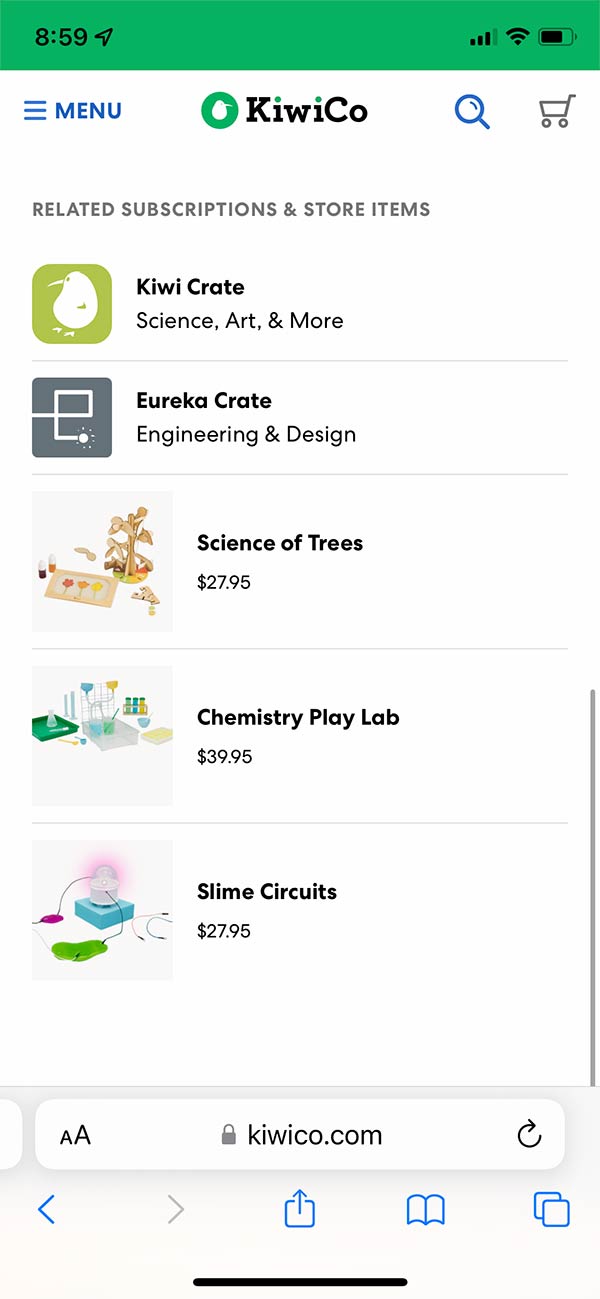 8:59
MENU
KiwiCo
RELATED SUBSCRIPTIONS & STORE ITEMS
Kiwi Crate
Science, Art, & More
Eureka Crate
Engineering & Design
Science of Trees
$27.95
Chemistry Play Lab
$39.95
Slime Circuits
$27.95
AA
kiwico.com